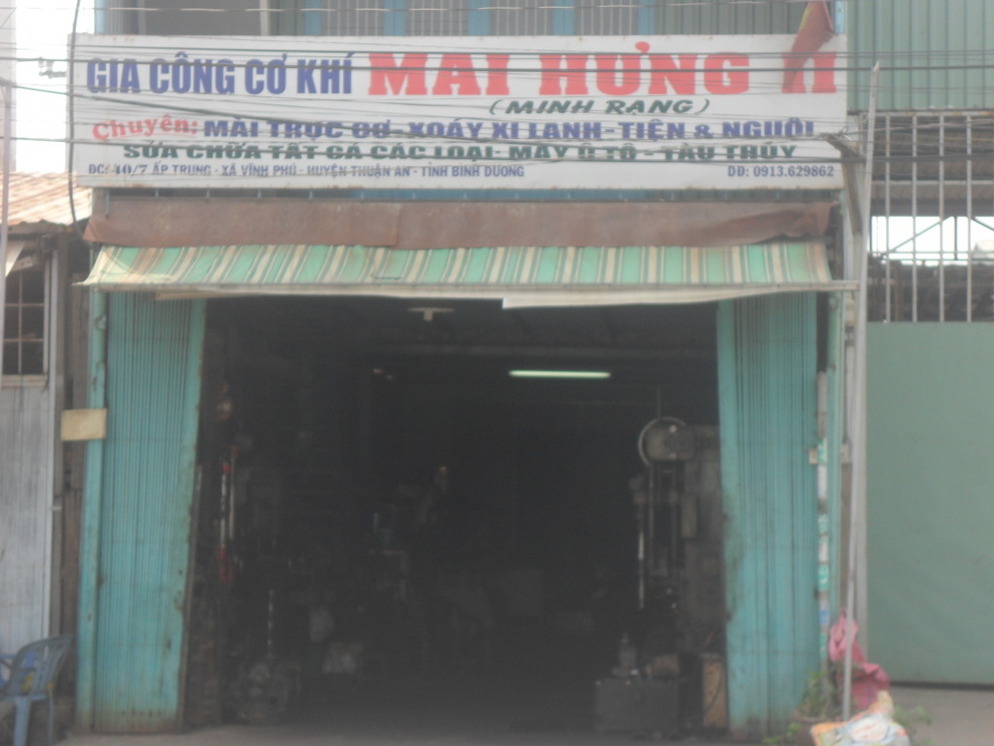 GIA CÔNG CƠ KHÍ MAI HƯNG II
(MINH RẠNG)
Chuyên: MÀI TRỤC CƠ - XOÁY XI LANH - TIỆN & NGUỘI
SỬA CHỮA TẤT CẢ CÁC LOẠI - MÁY Ô TÔ - TÀU THỦY
ĐC: 40/7 ẤP TRUNG - XÃ VĨNH PHÚ - HUYỆN THUẬN AN - TỈNH BÌNH DƯƠNG DĐ: 0913.629862